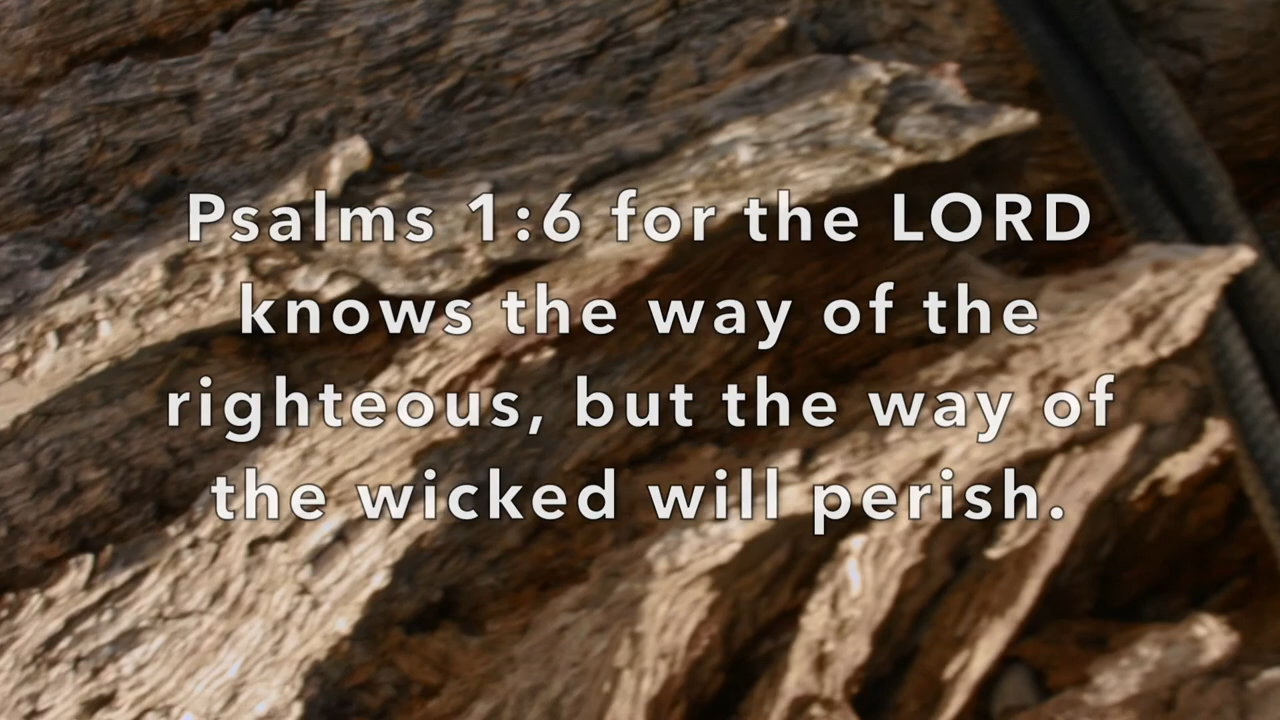 Psalms 1:6 for the LORD
knows the way of the
righteous, but the way of
the wicked will perish.